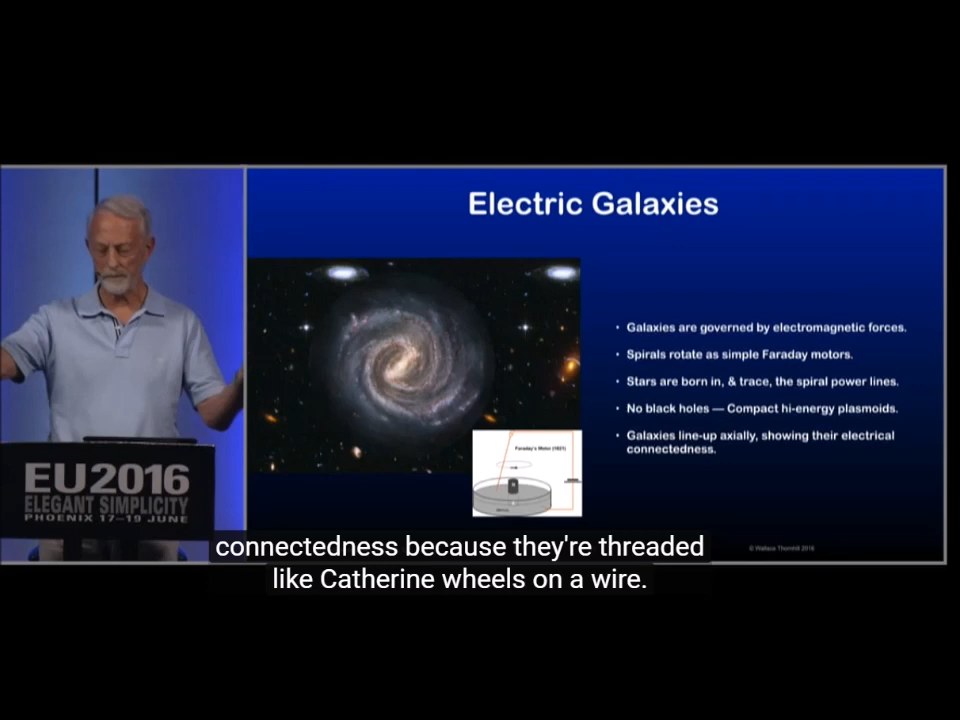 Electric Galaxies
• Galaxies are governed by electromagnetic forces.
• Spirals rotate as simple Faraday motors.
• Stars are born in, & trace, the spiral power lines.
• No black holes — Compact hi-energy plasmoids.
• Galaxies line-up axially, showing their electrical
connectedness.
Faraday's Motor (1821)
EU2016
ELEGANT SIMPLICITY
PHOENIX 17–19 JUNE
© Wallace Thornhill 2016
connectedness because they're threaded
like Catherine wheels on a wire.